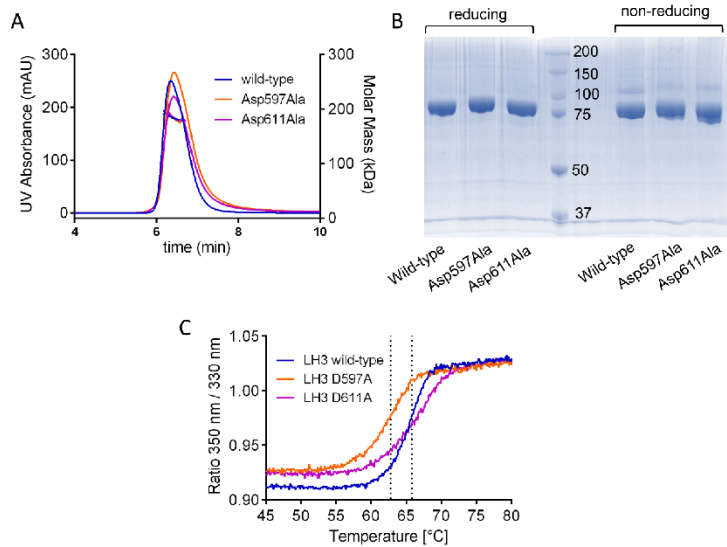 A
UV Absorbance (mAU)
300
200
100
0
4
6
8
10
time (min)
wild-type
Asp597Ala
Asp611Ala
300
200
100
0
Molar Mass (kDa)
B
reducing
non-reducing
200
150
100
75
50
37
Wild-type
Asp597Ala
Asp611Ala
Wild-type
Asp597Ala
Asp611Ala
C
Ratio 350 nm / 330 nm
1.05
1.00
0.95
0.90
LH3 wild-type
LH3 D597A
LH3 D611A
45
50
55
60
65
70
75
80
Temperature [°C]